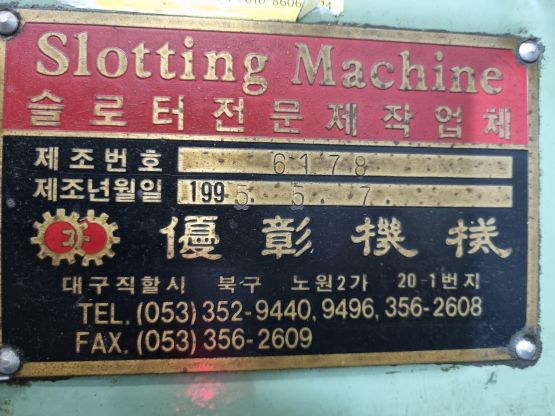 Slotting Machine
슬로터전문제작업체
제조번호 6178
제조년월일 1995. 5. 7.
優彰機械
대구직할시 북구 노원2가 20-1번지
TEL. (053) 352-9440, 9496, 356-2608
FAX. (053) 356-2609